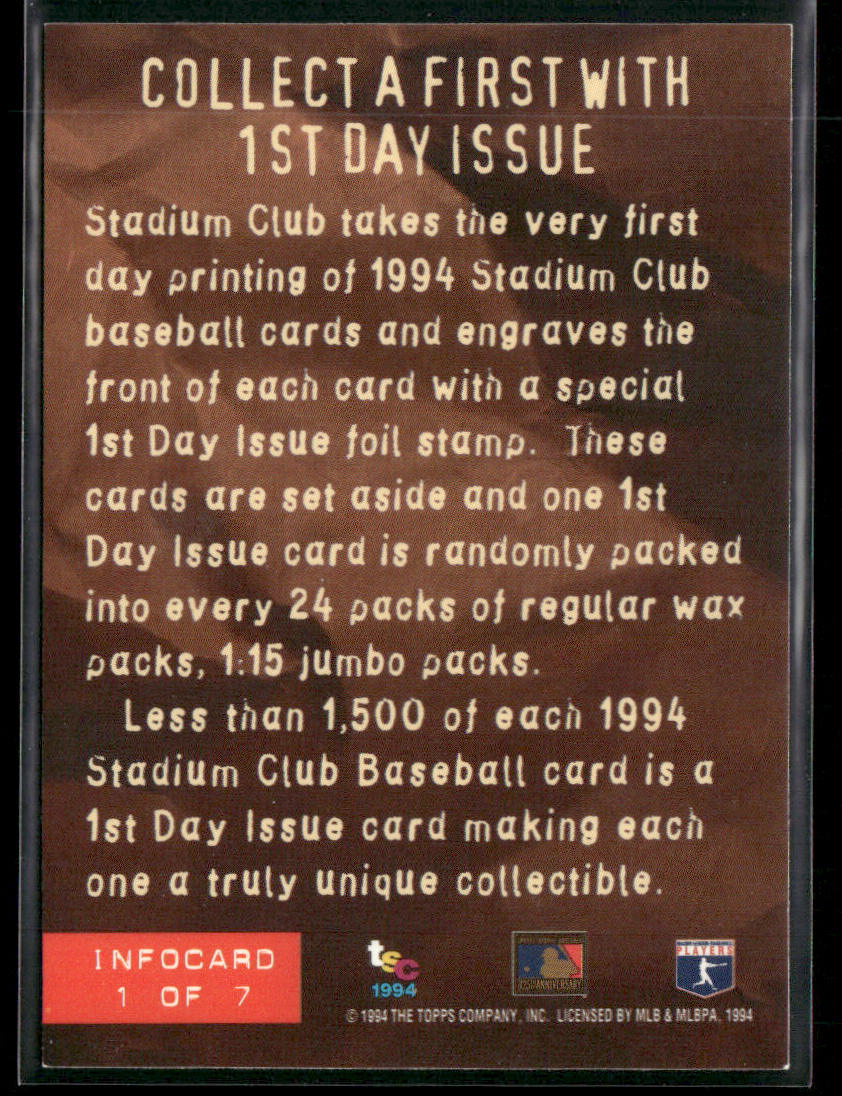 COLLECT A FIRST WITH
1ST DAY ISSUE
Stadium Club takes the very first
day printing of 1994 Stadium Club
baseball cards and engraves the
front of each card with a special
1st Day Issue foil stamp. These
cards are set aside and one 1st
Day Issue card is randomly packed
into every 24 packs of regular wax
packs, 1:15 jumbo packs.
Less than 1,500 of each 1994
Stadium Club Baseball card is a
1st Day Issue card making each
one a truly unique collectible.
INFOCARD
1 OF 7
tsc
1994
125TH ANNIVERSARY
MAJOR LEAGUE BASEBALL
PLAYERS
© 1994 THE TOPPS COMPANY, INC. LICENSED BY MLB & MLBPA, 1994